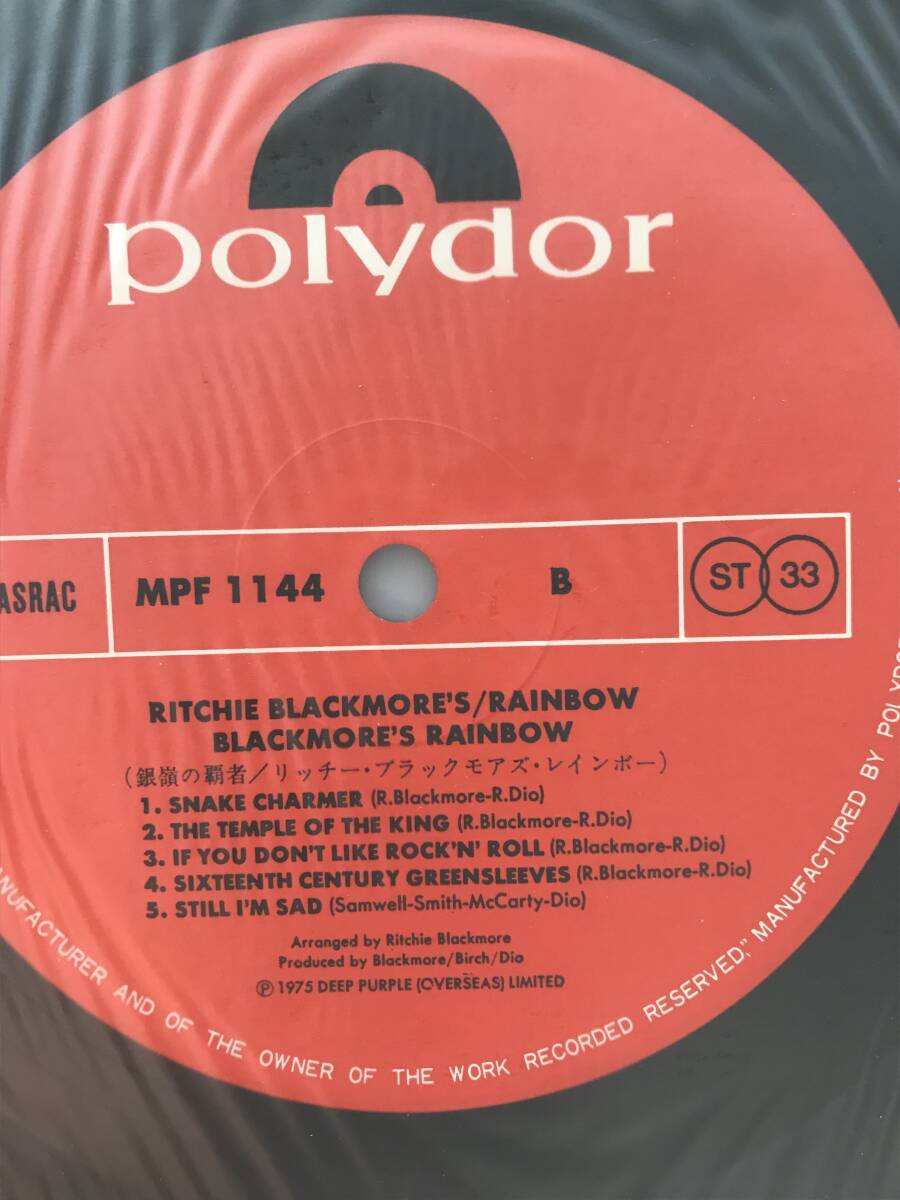 polydor
ASRAC MPF 1144 B ST 33
RITCHIE BLACKMORE'S/RAINBOW
BLACKMORE'S RAINBOW
(銀嶺の覇者/リッチー・ブラックモアズ・レインボー)
1. SNAKE CHARMER (R.Blackmore-R.Dio)
2. THE TEMPLE OF THE KING (R.Blackmore-R.Dio)
3. IF YOU DON'T LIKE ROCK'N' ROLL (R.Blackmore-R.Dio)
4. SIXTEENTH CENTURY GREENSLEEVES (R.Blackmore-R.Dio)
5. STILL I'M SAD (Samwell-Smith-McCarty-Dio)
Arranged by Ritchie Blackmore
Produced by Blackmore/Birch/Dio
℗ 1975 DEEP PURPLE (OVERSEAS) LIMITED
ANUFACTURER AND OF THE OWNER OF THE WORK RECORDED RESERVED," MANUFACTURED BY POLYDOR